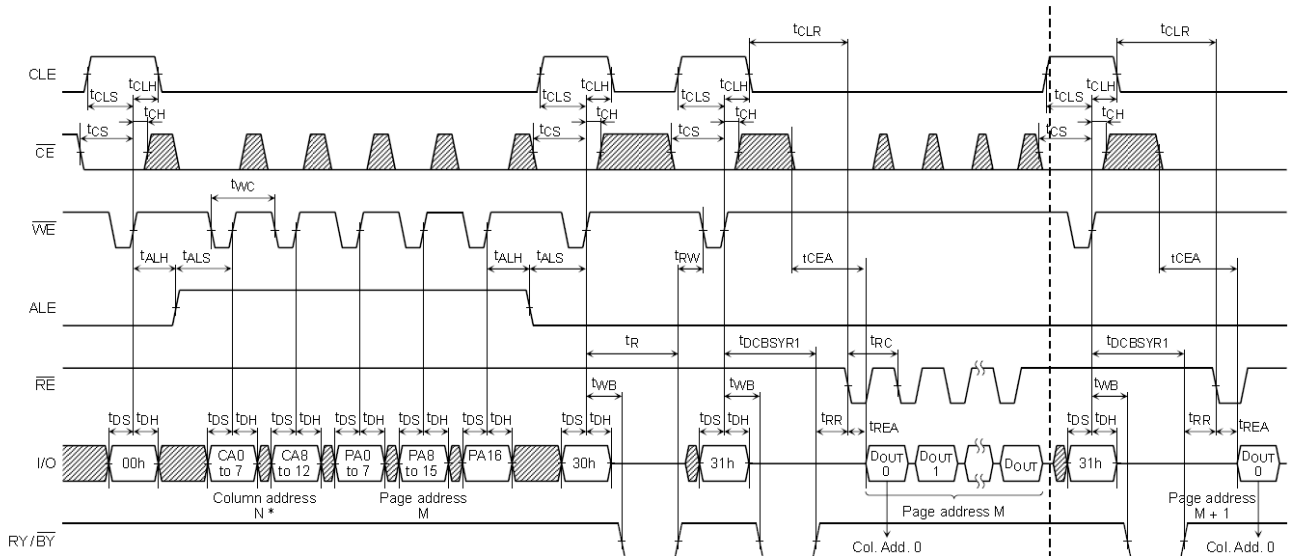 tCLR tCLR
CLE
tCLH tCLH tCLH tCLH
tCLS tCLS tCLS tCLS
tCH tCH tCH tCH
tCS tCS tCS tCS
CE
tWC
WE
tALH tALS tALH tALS tRW tCEA tCEA
ALE
tR tDCBSYR1 tRC tDCBSYR1
RE
tWB tWB tWB
tDS tDH tDS tDH tDS tDH tDS tDH tDS tDH tDS tDH tDS tDH tDS tDH tRR tREA tDS tDH tRR tREA
I/O 00h CA0 to 7 CA8 to 12 PA0 to 7 PA8 to 15 PA16 30h 31h DOUT 0 DOUT 1 DOUT 31h DOUT 0
Column address N *
Page address M
Page address M
Page address M + 1
RY/BY
Col. Add. 0 Col. Add. 0